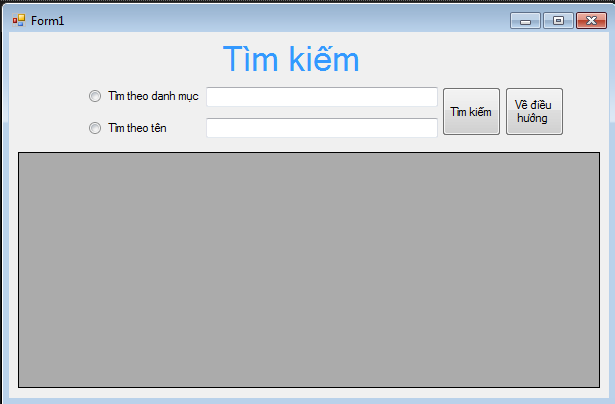 Form1
Tìm kiếm
Tìm theo danh mục
Tìm theo tên
Tìm kiếm
Về điều
hướng